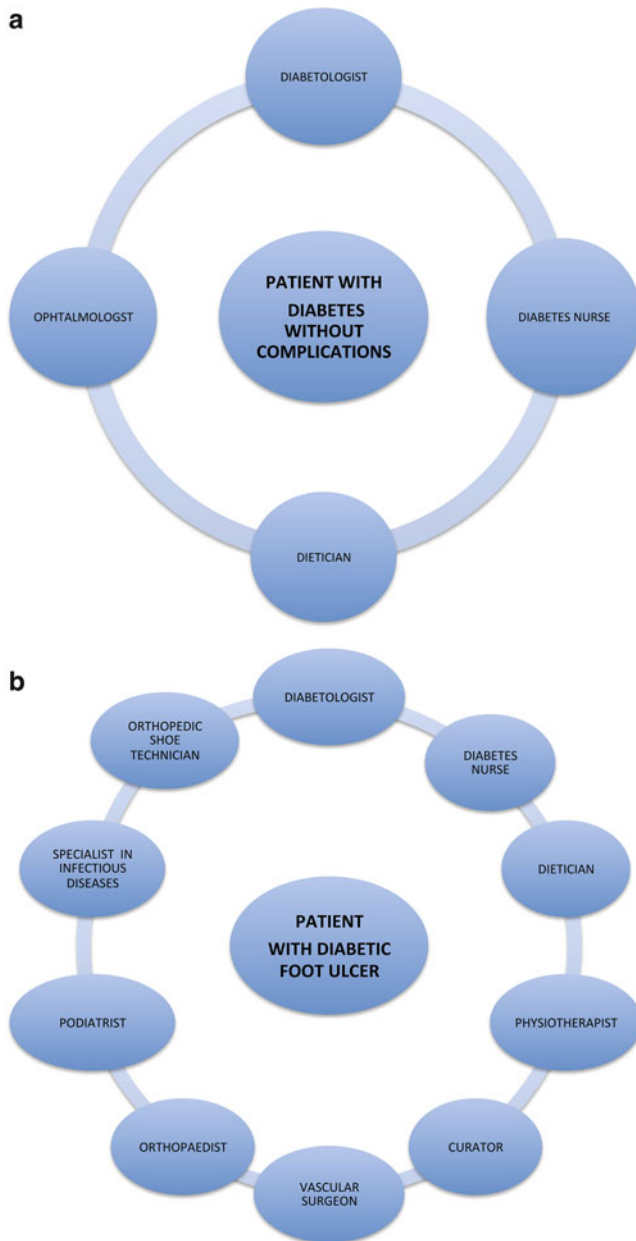 a
DIABETOLOGIST
OPHTALMOLOGST
PATIENT WITH
DIABETES
WITHOUT
COMPLICATIONS
DIABETES NURSE
DIETICIAN
b
DIABETOLOGIST
ORTHOPEDIC
SHOE
TECHNICIAN
DIABETES
NURSE
SPECIALIST IN
INFECTIOUS
DISEASES
DIETICIAN
PATIENT
WITH DIABETIC
FOOT ULCER
PODIATRIST
PHYSIOTHERAPIST
ORTHOPAEDIST
CURATOR
VASCULAR
SURGEON